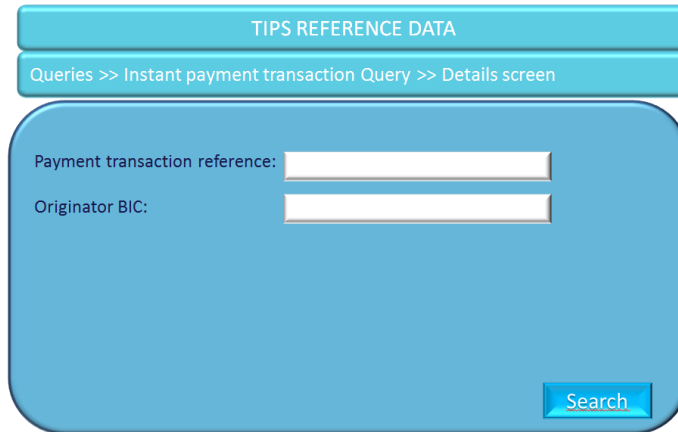 TIPS REFERENCE DATA
Queries >> Instant payment transaction Query >> Details screen
Payment transaction reference:
Originator BIC:
Search